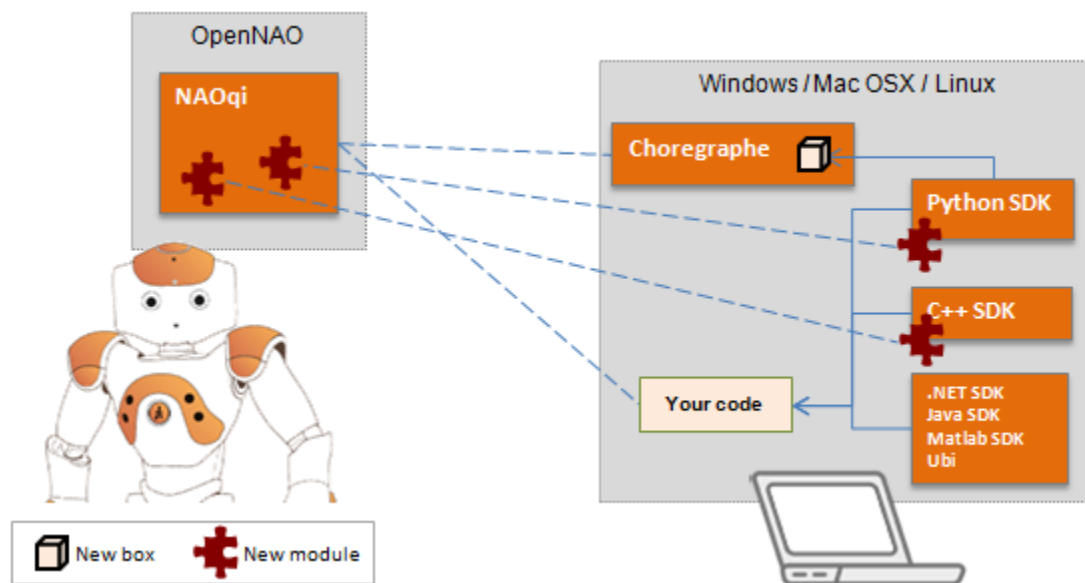 OpenNAO
NAOqi
Windows / Mac OSX / Linux
Choregraphe
Python SDK
C++ SDK
Your code
.NET SDK
Java SDK
Matlab SDK
Ubi
New box
New module